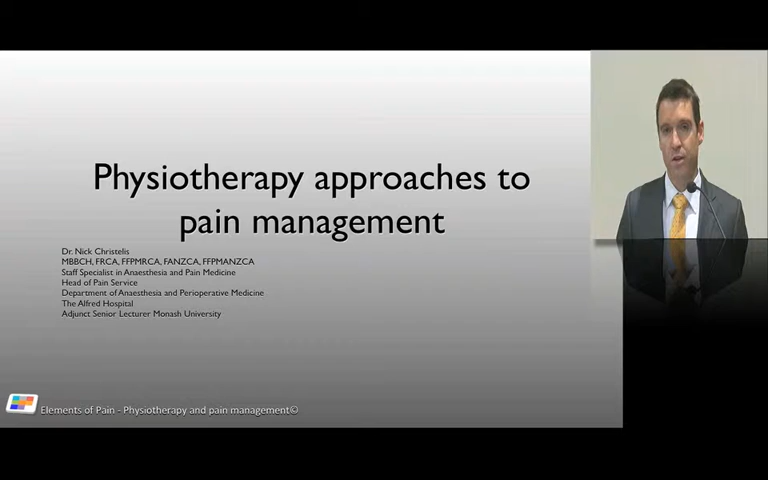 Physiotherapy approaches to
pain management
Dr. Nick Christelis
MBBCH, FRCA, FFPMRCA, FANZCA, FFPMANZCA
Staff Specialist in Anaesthesia and Pain Medicine
Head of Pain Service
Department of Anaesthesia and Perioperative Medicine
The Alfred Hospital
Adjunct Senior Lecturer Monash University
Elements of Pain - Physiotherapy and pain management©